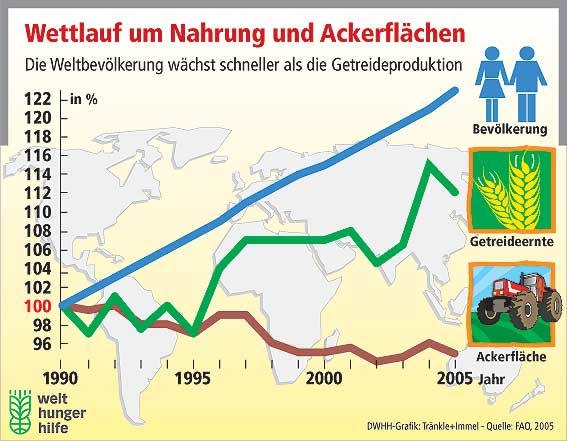 Wettlauf um Nahrung und Ackerflächen
Die Weltbevölkerung wächst schneller als die Getreideproduktion
122 in %
120
118
116
114
112
110
108
106
104
102
100
98
96
1990 1995 2000 2005 Jahr
Bevölkerung
Getreideernte
Ackerfläche
welt
hunger
hilfe
DWHH-Grafik: Tränkle+Immel - Quelle: FAO, 2005